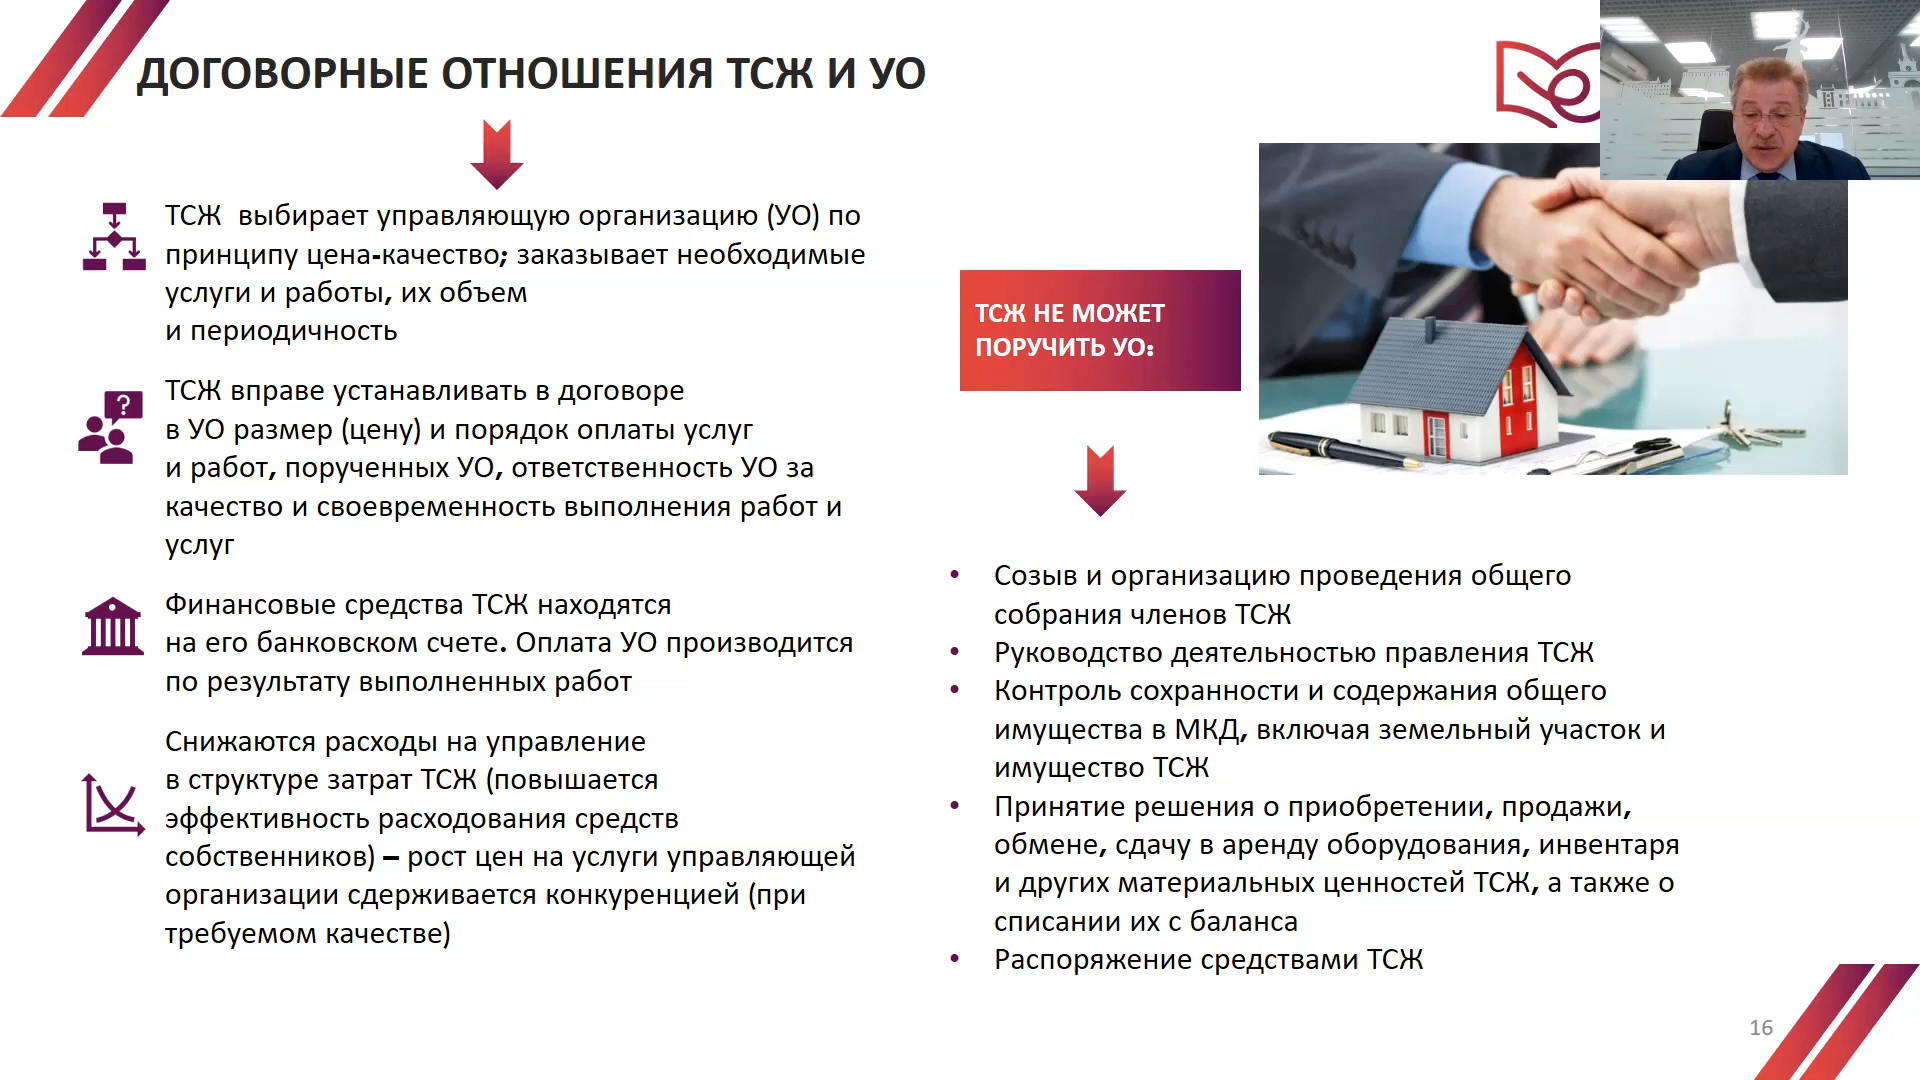 ДОГОВОРНЫЕ ОТНОШЕНИЯ ТСЖ И УО
ТСЖ выбирает управляющую организацию (УО) по
принципу цена-качество; заказывает необходимые
услуги и работы, их объем
и периодичность
?
ТСЖ вправе устанавливать в договоре
в УО размер (цену) и порядок оплаты услуг
и работ, порученных УО, ответственность УО за
качество и своевременность выполнения работ и
услуг
Финансовые средства ТСЖ находятся
на его банковском счете. Оплата УО производится
по результату выполненных работ
Снижаются расходы на управление
в структуре затрат ТСЖ (повышается
эффективность расходования средств
собственников) – рост цен на услуги управляющей
организации сдерживается конкуренцией (при
требуемом качестве)
ТСЖ НЕ МОЖЕТ
ПОРУЧИТЬ УО:
• Созыв и организацию проведения общего
собрания членов ТСЖ
• Руководство деятельностью правления ТСЖ
• Контроль сохранности и содержания общего
имущества в МКД, включая земельный участок и
имущество ТСЖ
• Принятие решения о приобретении, продажи,
обмене, сдачу в аренду оборудования, инвентаря
и других материальных ценностей ТСЖ, а также о
списании их с баланса
• Распоряжение средствами ТСЖ
16